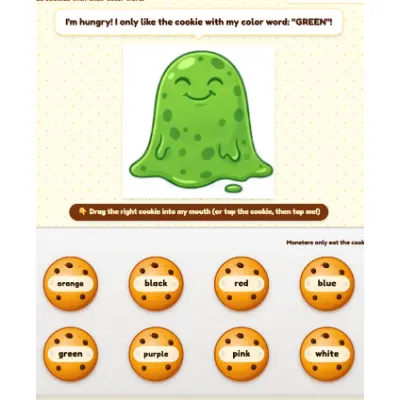 I'm hungry! I only like the cookie with my color word: "GREEN"!
👇 Drag the right cookie into my mouth (or tap the cookie, then tap me!)
Monsters only eat the cook
orange black red blue
green purple pink white